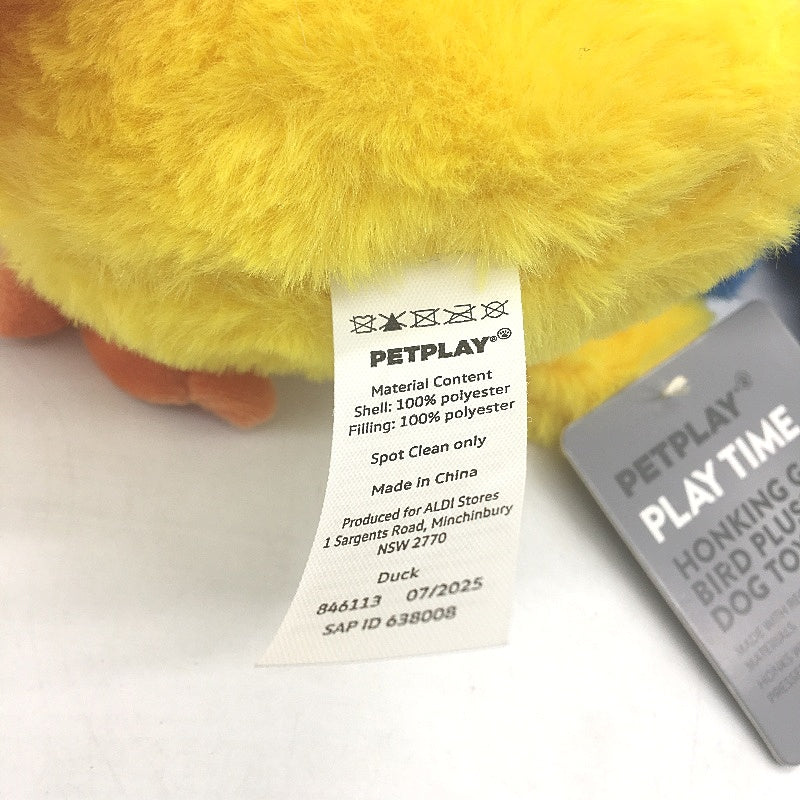 PETPLAY®
Material Content
Shell: 100% polyester
Filling: 100% polyester
Spot Clean only
Made in China
Produced for ALDI Stores
1 Sargents Road, Minchinbury
NSW 2770
Duck
846113 07/2025
SAP ID 638008
PETPLAY
PLAY TIME
HONKING
BIRD
DOG